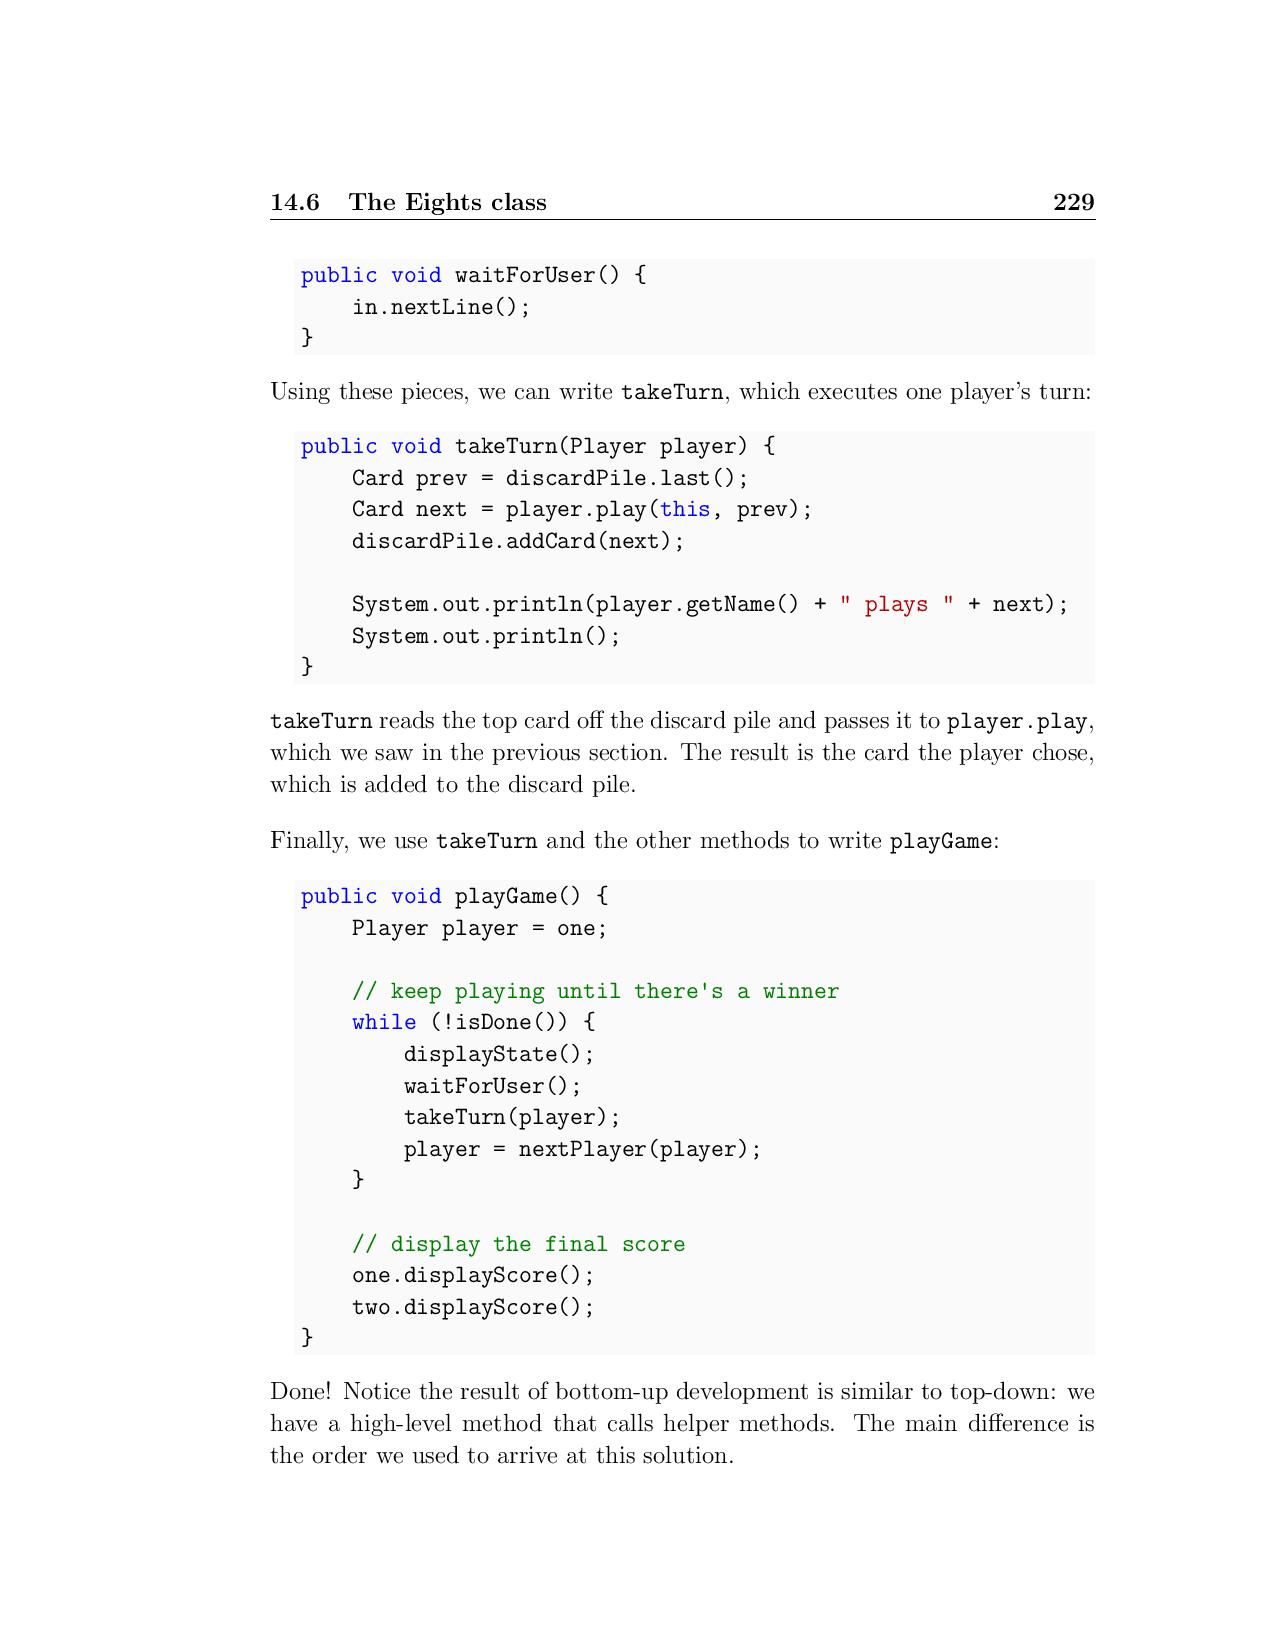 14.6 The Eights class 229
public void waitForUser() {
    in.nextLine();
}
Using these pieces, we can write takeTurn, which executes one player's turn:
public void takeTurn(Player player) {
    Card prev = discardPile.last();
    Card next = player.play(this, prev);
    discardPile.addCard(next);

    System.out.println(player.getName() + " plays " + next);
    System.out.println();
}
takeTurn reads the top card off the discard pile and passes it to player.play,
which we saw in the previous section. The result is the card the player chose,
which is added to the discard pile.
Finally, we use takeTurn and the other methods to write playGame:
public void playGame() {
    Player player = one;

    // keep playing until there's a winner
    while (!isDone()) {
        displayState();
        waitForUser();
        takeTurn(player);
        player = nextPlayer(player);
    }

    // display the final score
    one.displayScore();
    two.displayScore();
}
Done! Notice the result of bottom-up development is similar to top-down: we
have a high-level method that calls helper methods. The main difference is
the order we used to arrive at this solution.